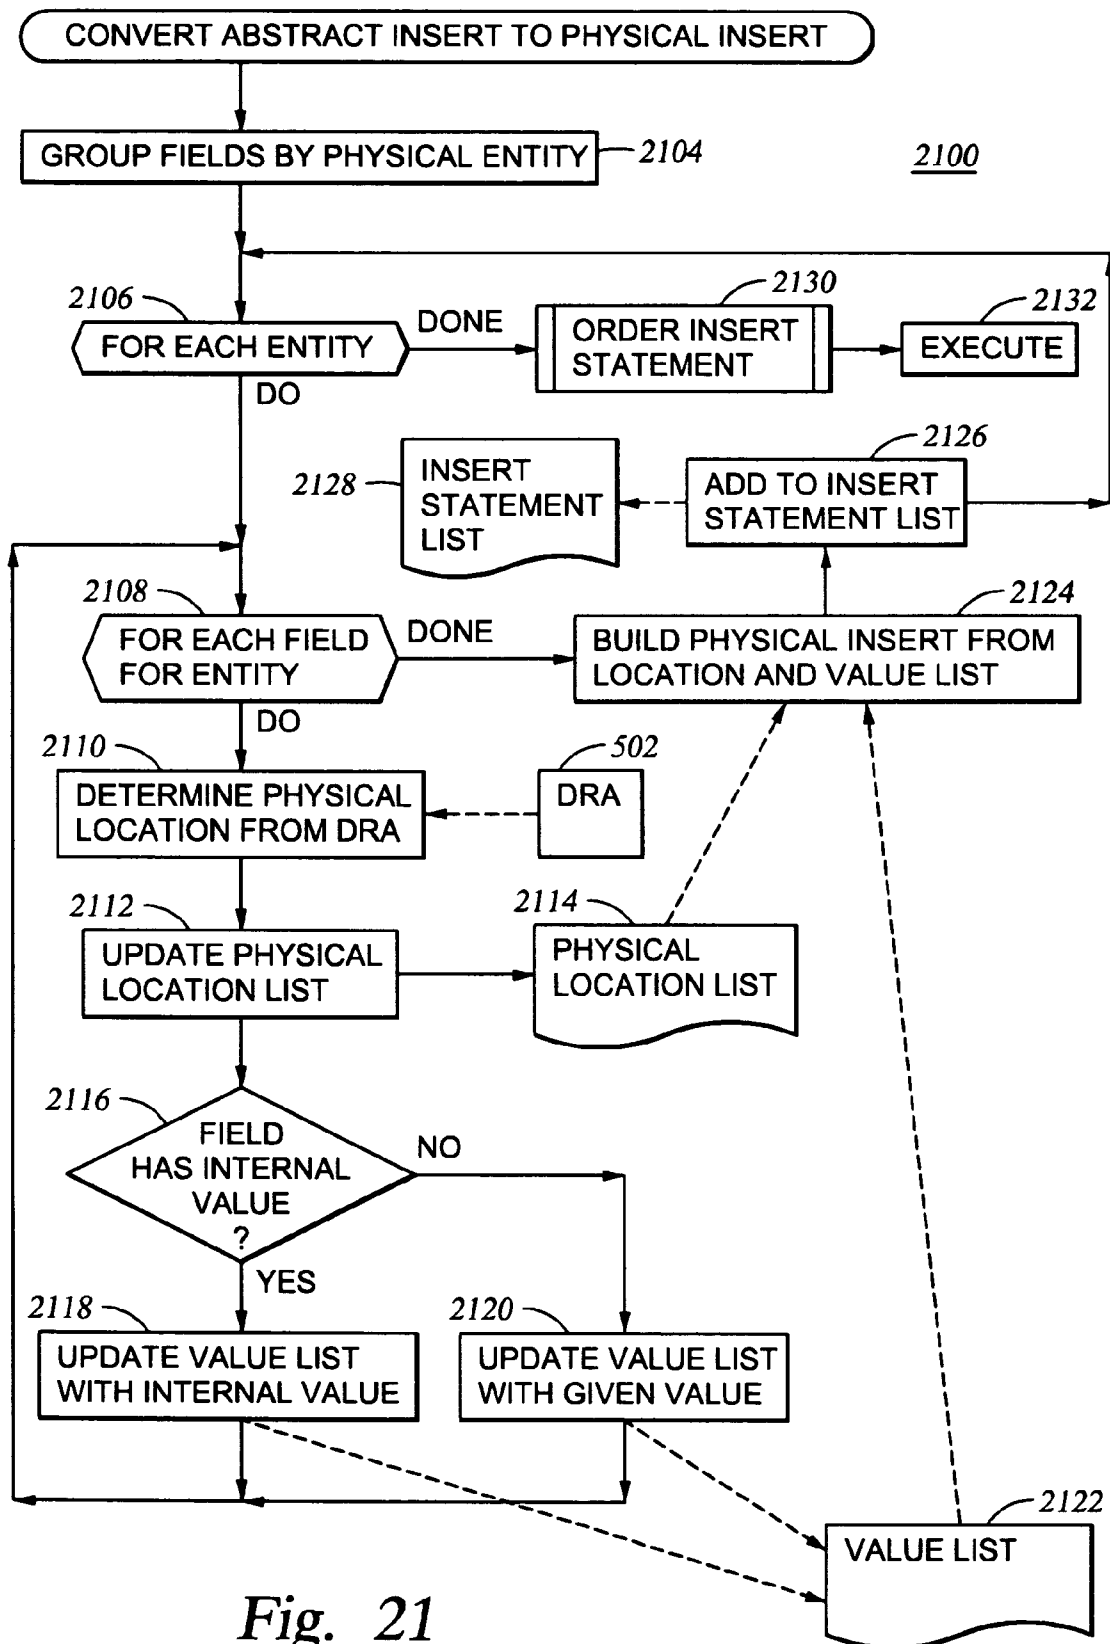 CONVERT ABSTRACT INSERT TO PHYSICAL INSERT
GROUP FIELDS BY PHYSICAL ENTITY
2104
2100
2106
FOR EACH ENTITY
DONE
DO
2130
ORDER INSERT
STATEMENT
2132
EXECUTE
2128
INSERT
STATEMENT
LIST
2126
ADD TO INSERT
STATEMENT LIST
2108
FOR EACH FIELD
FOR ENTITY
DONE
DO
2124
BUILD PHYSICAL INSERT FROM
LOCATION AND VALUE LIST
2110
DETERMINE PHYSICAL
LOCATION FROM DRA
502
DRA
2112
UPDATE PHYSICAL
LOCATION LIST
2114
PHYSICAL
LOCATION LIST
2116
FIELD
HAS INTERNAL
VALUE
?
NO
YES
2118
UPDATE VALUE LIST
WITH INTERNAL VALUE
2120
UPDATE VALUE LIST
WITH GIVEN VALUE
2122
VALUE LIST
Fig. 21